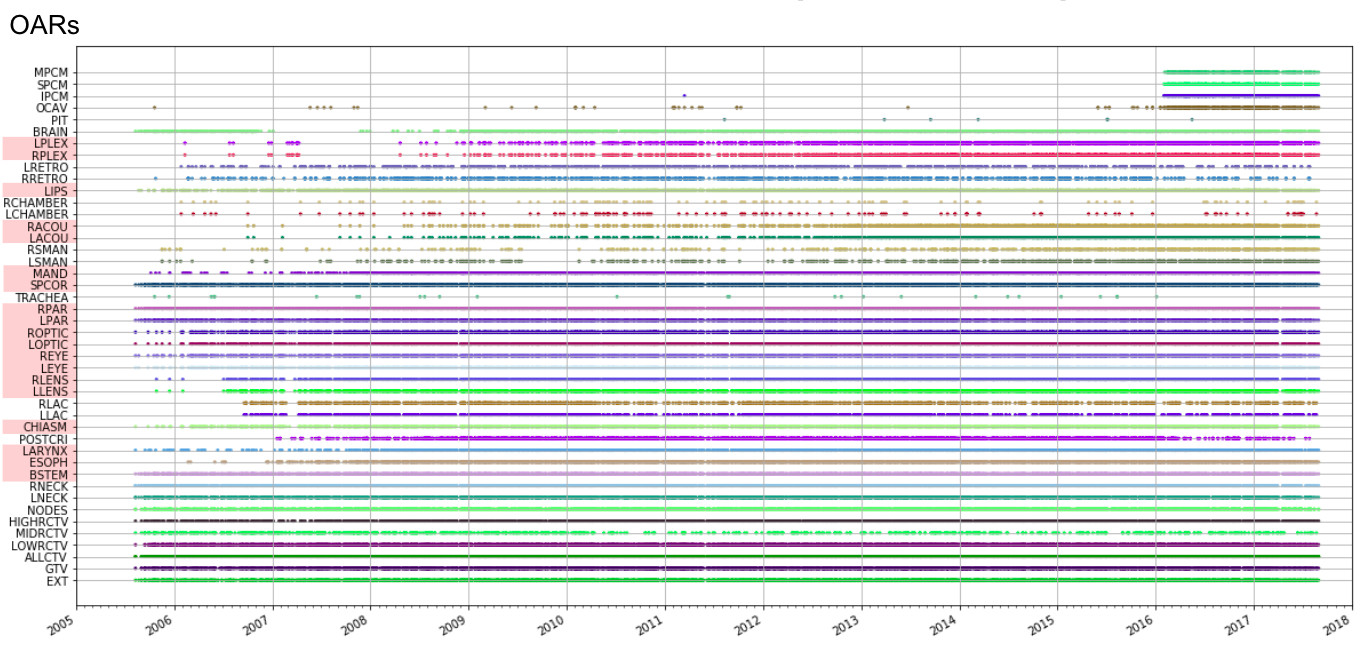 OARs
MPCM
SPCM
IPCM
OCAV
PIT
BRAIN
LPLEX
RPLEX
LRETRO
RRETRO
LIPS
RCHAMBER
LCHAMBER
RACOU
LACOU
RSMAN
LSMAN
MAND
SPCOR
TRACHEA
RPAR
LPAR
ROPTIC
LOPTIC
REYE
LEYE
RLENS
LLENS
RLAC
LLAC
CHIASM
POSTCRI
LARYNX
ESOPH
BSTEM
RNECK
LNECK
NODES
HIGHRCTV
MIDRCTV
LOWRCTV
ALLCTV
GTV
EXT
2005 2006 2007 2008 2009 2010 2011 2012 2013 2014 2015 2016 2017 2018